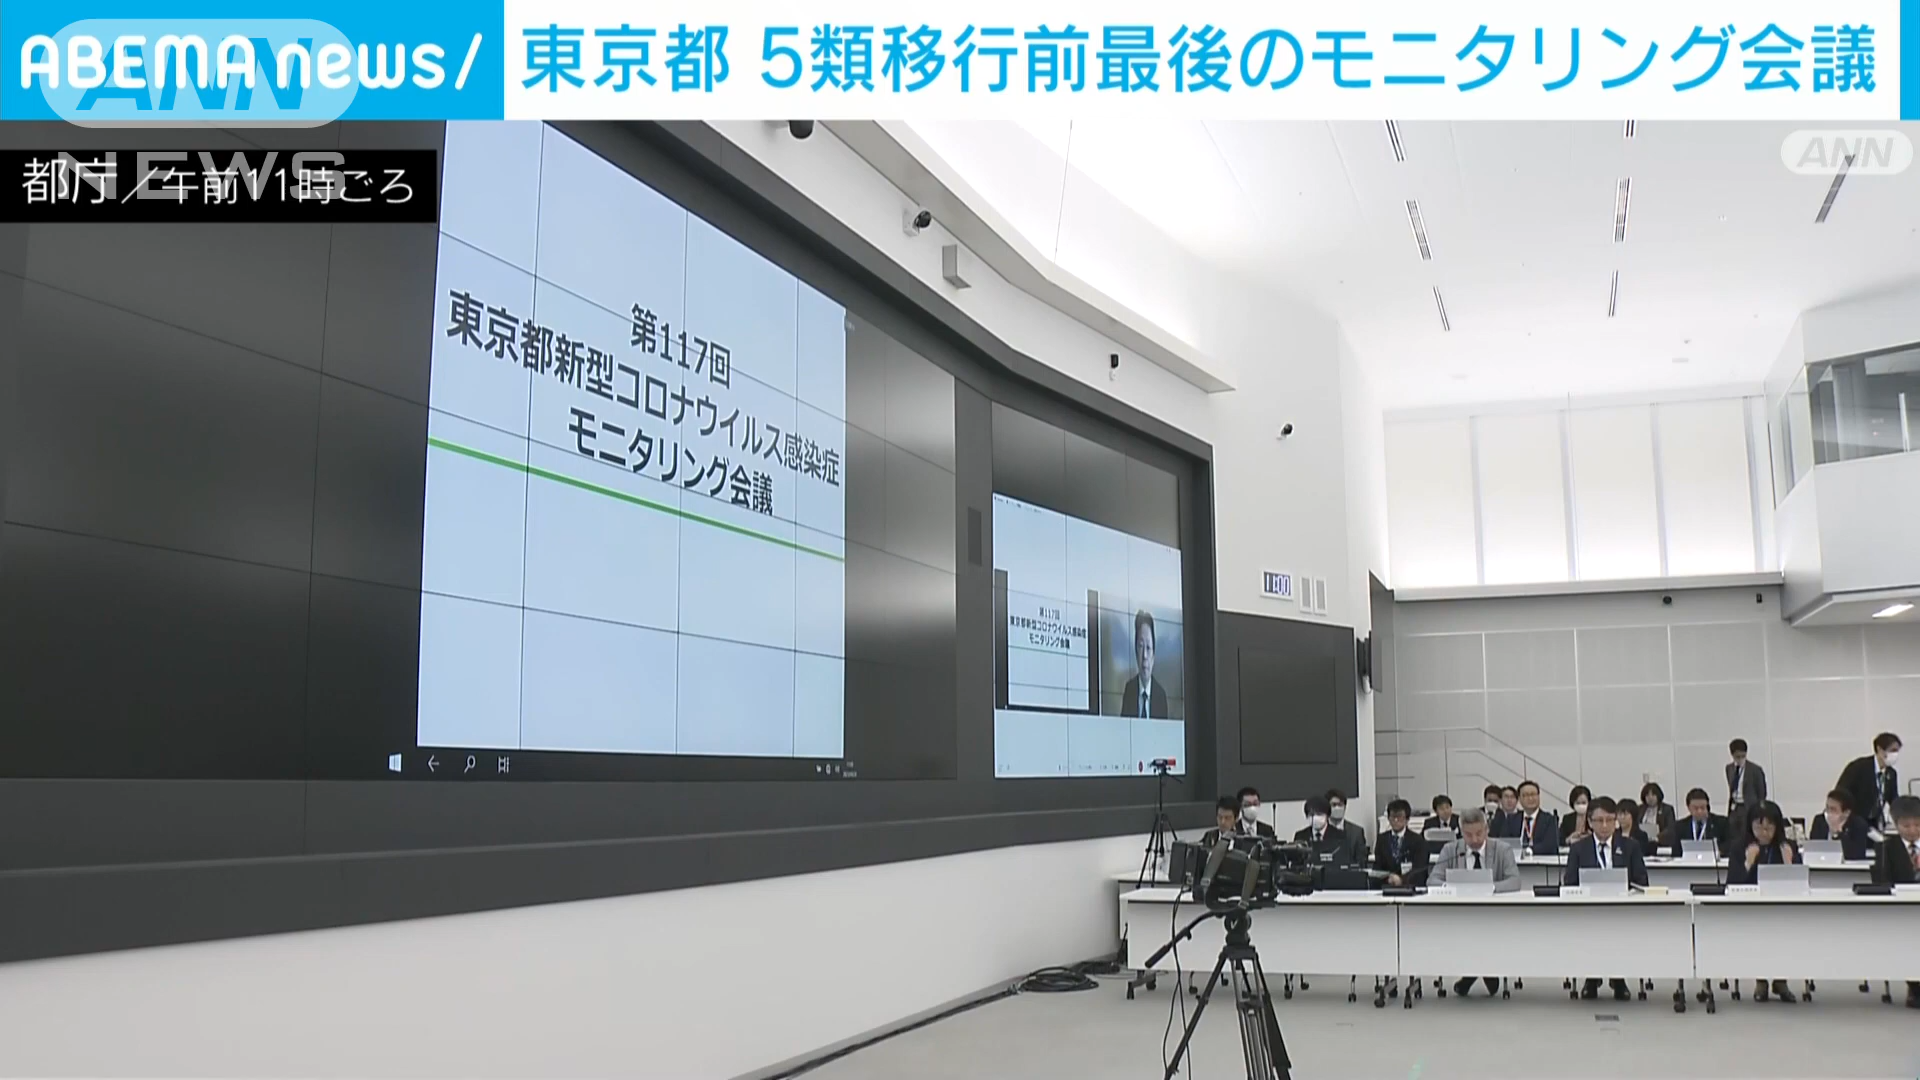 ABEMA news/
東京都 5類移行前最後のモニタリング会議
ANN
NEWS
都庁/午前11時ごろ
ANN
第117回
東京都新型コロナウイルス感染症
モニタリング会議
第117回
東京都新型コロナウイルス感染症
モニタリング会議
11:00